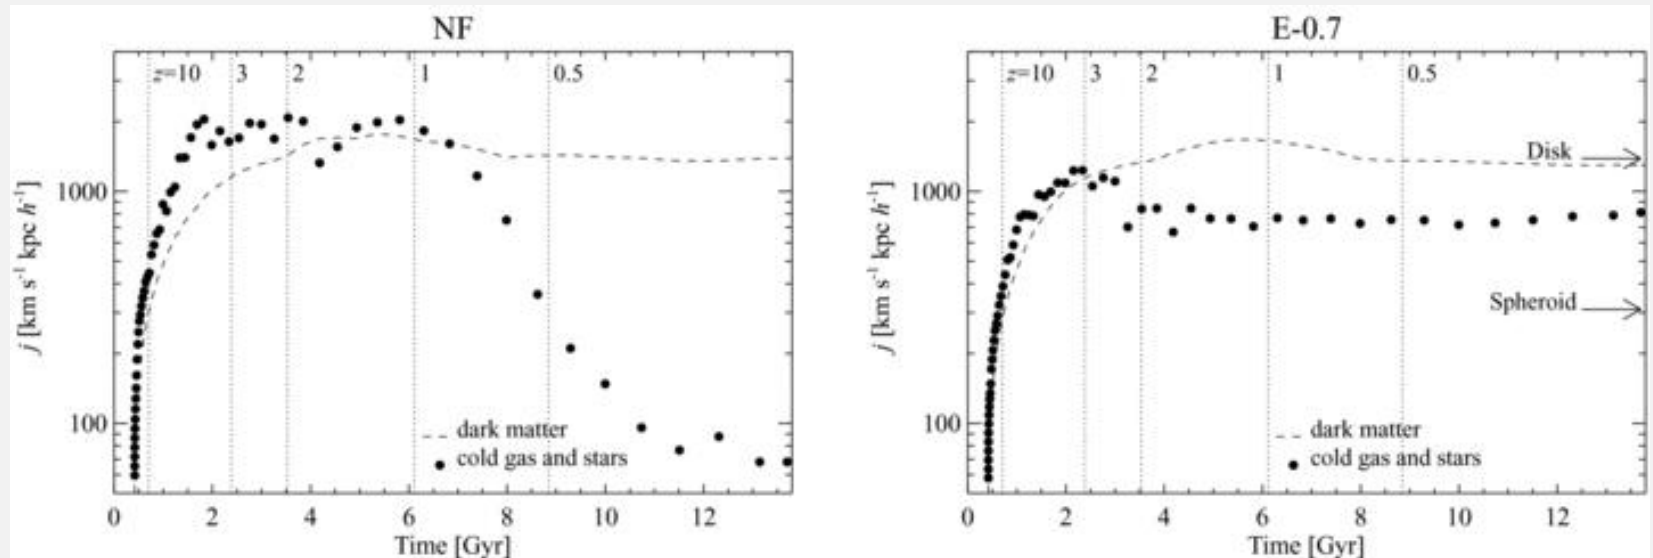 NF
z=10 3 2 1 0.5
1000
100
j [km s⁻¹ kpc h⁻¹]
dark matter
cold gas and stars
0 2 4 6 8 10 12
Time [Gyr]
E-0.7
z=10 3 2 1 0.5
Disk
1000
Spheroid
100
j [km s⁻¹ kpc h⁻¹]
dark matter
cold gas and stars
0 2 4 6 8 10 12
Time [Gyr]